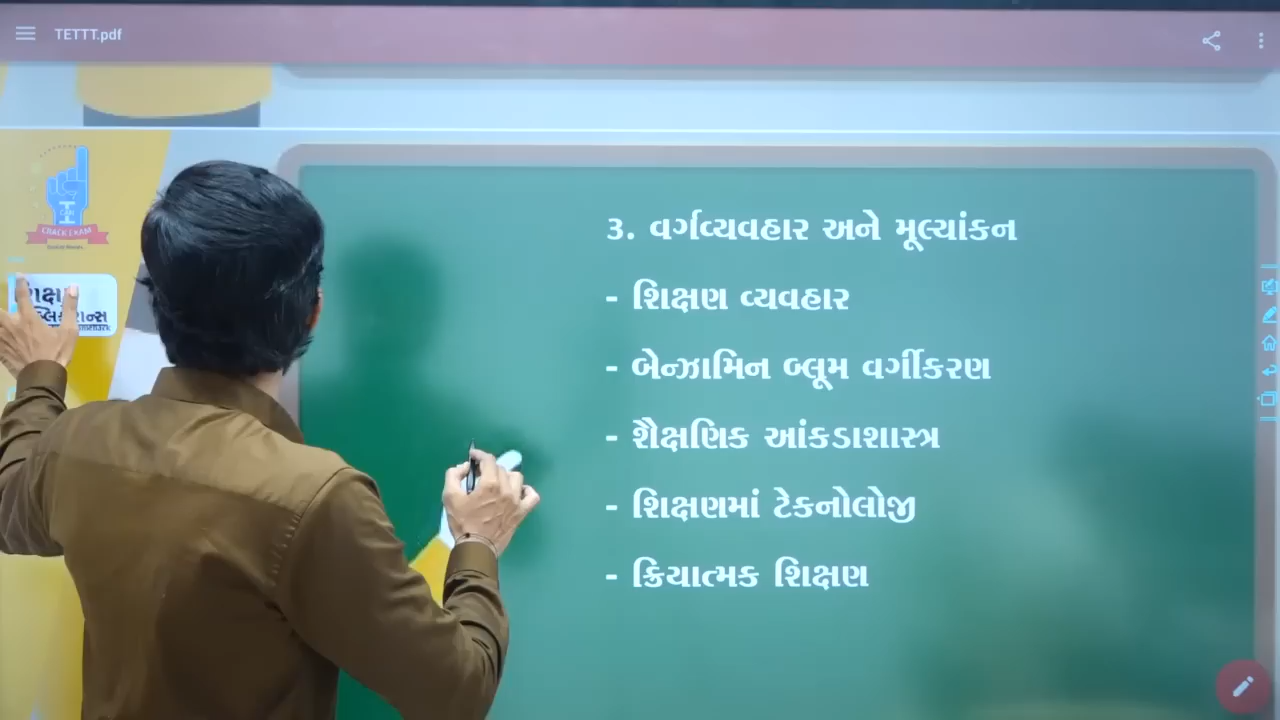 TETTT.pdf
I
CAN
CRACK EXAM
3. વર્ગવ્યવહાર અને મૂલ્યાંકન
- શિક્ષણ વ્યવહાર
- બેન્ઝામિન બ્લૂમ વર્ગીકરણ
- શૈક્ષણિક આંકડાશાસ્ત્ર
- શિક્ષણમાં ટેકનોલોજી
- ક્રિયાત્મક શિક્ષણ